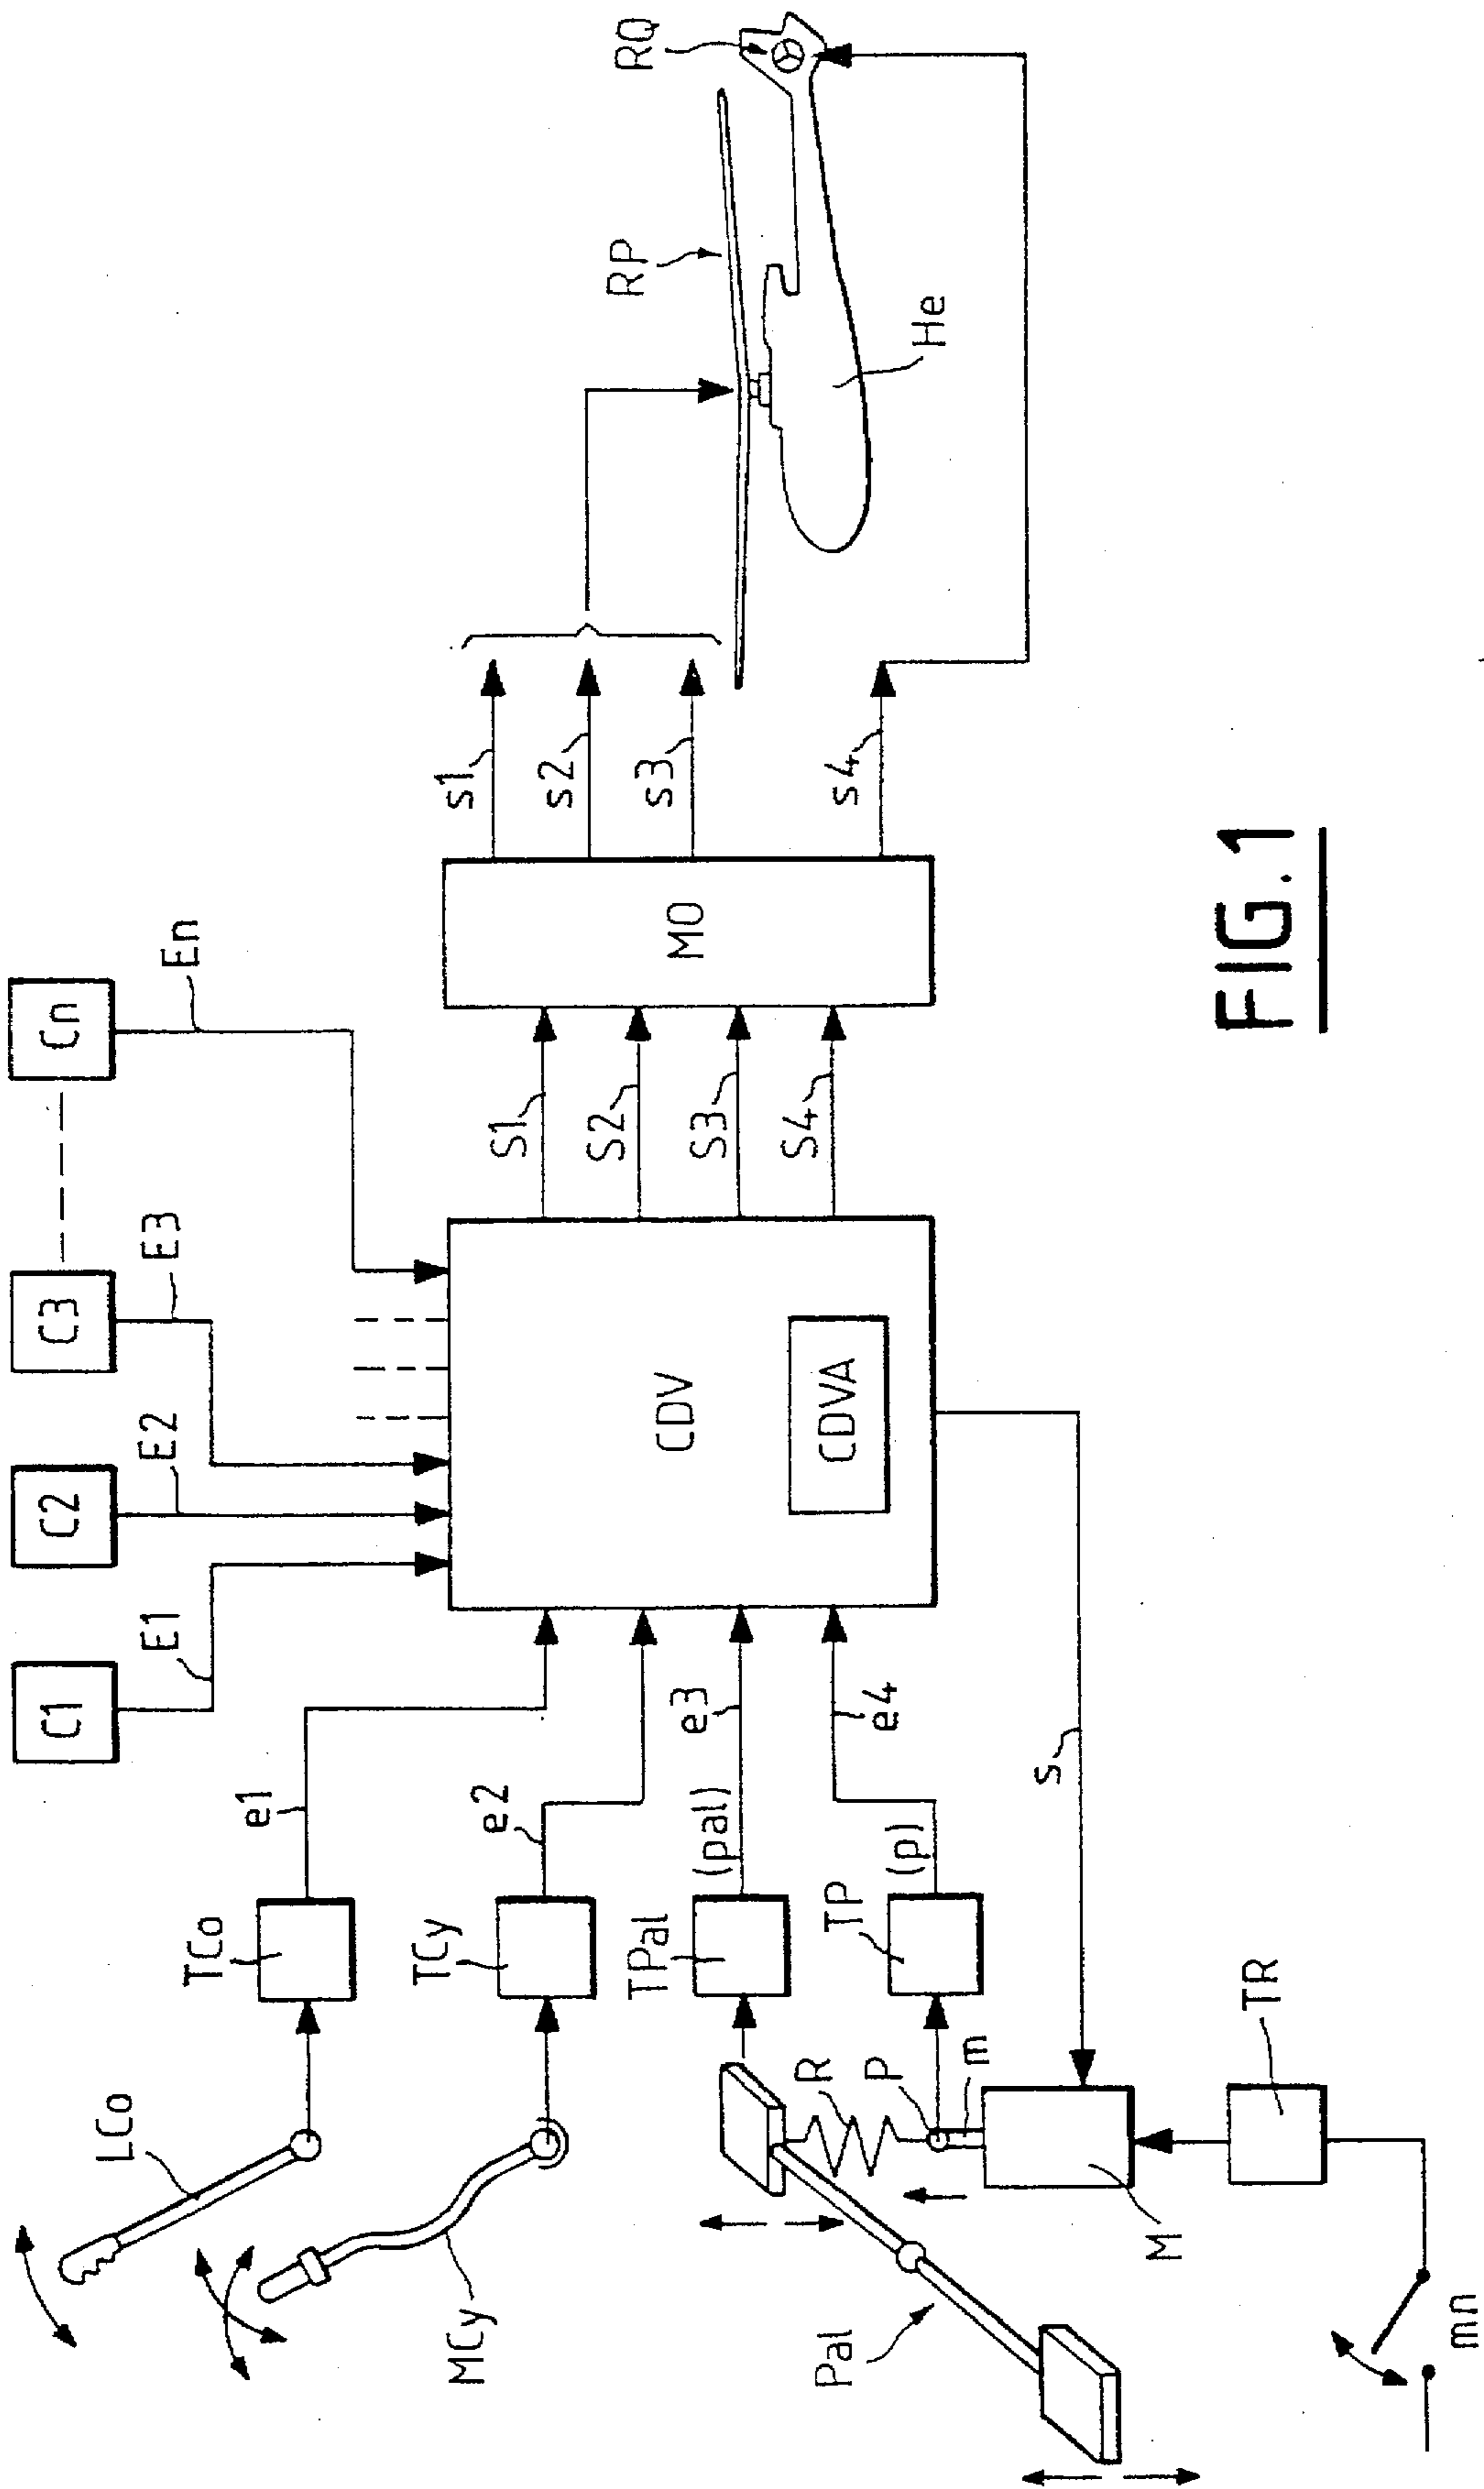 C1
C2
C3
Cn
E1
E2
E3
En
LCo
TCo
e1
MCy
TCy
e2
Pal
TPal
(pal)
e3
R
P
m
TP
(p)
e4
M
TR
mn
s
CDV
CDVA
S1
S2
S3
S4
MO
s1
s2
s3
s4
RP
RQ
He
FIG.1